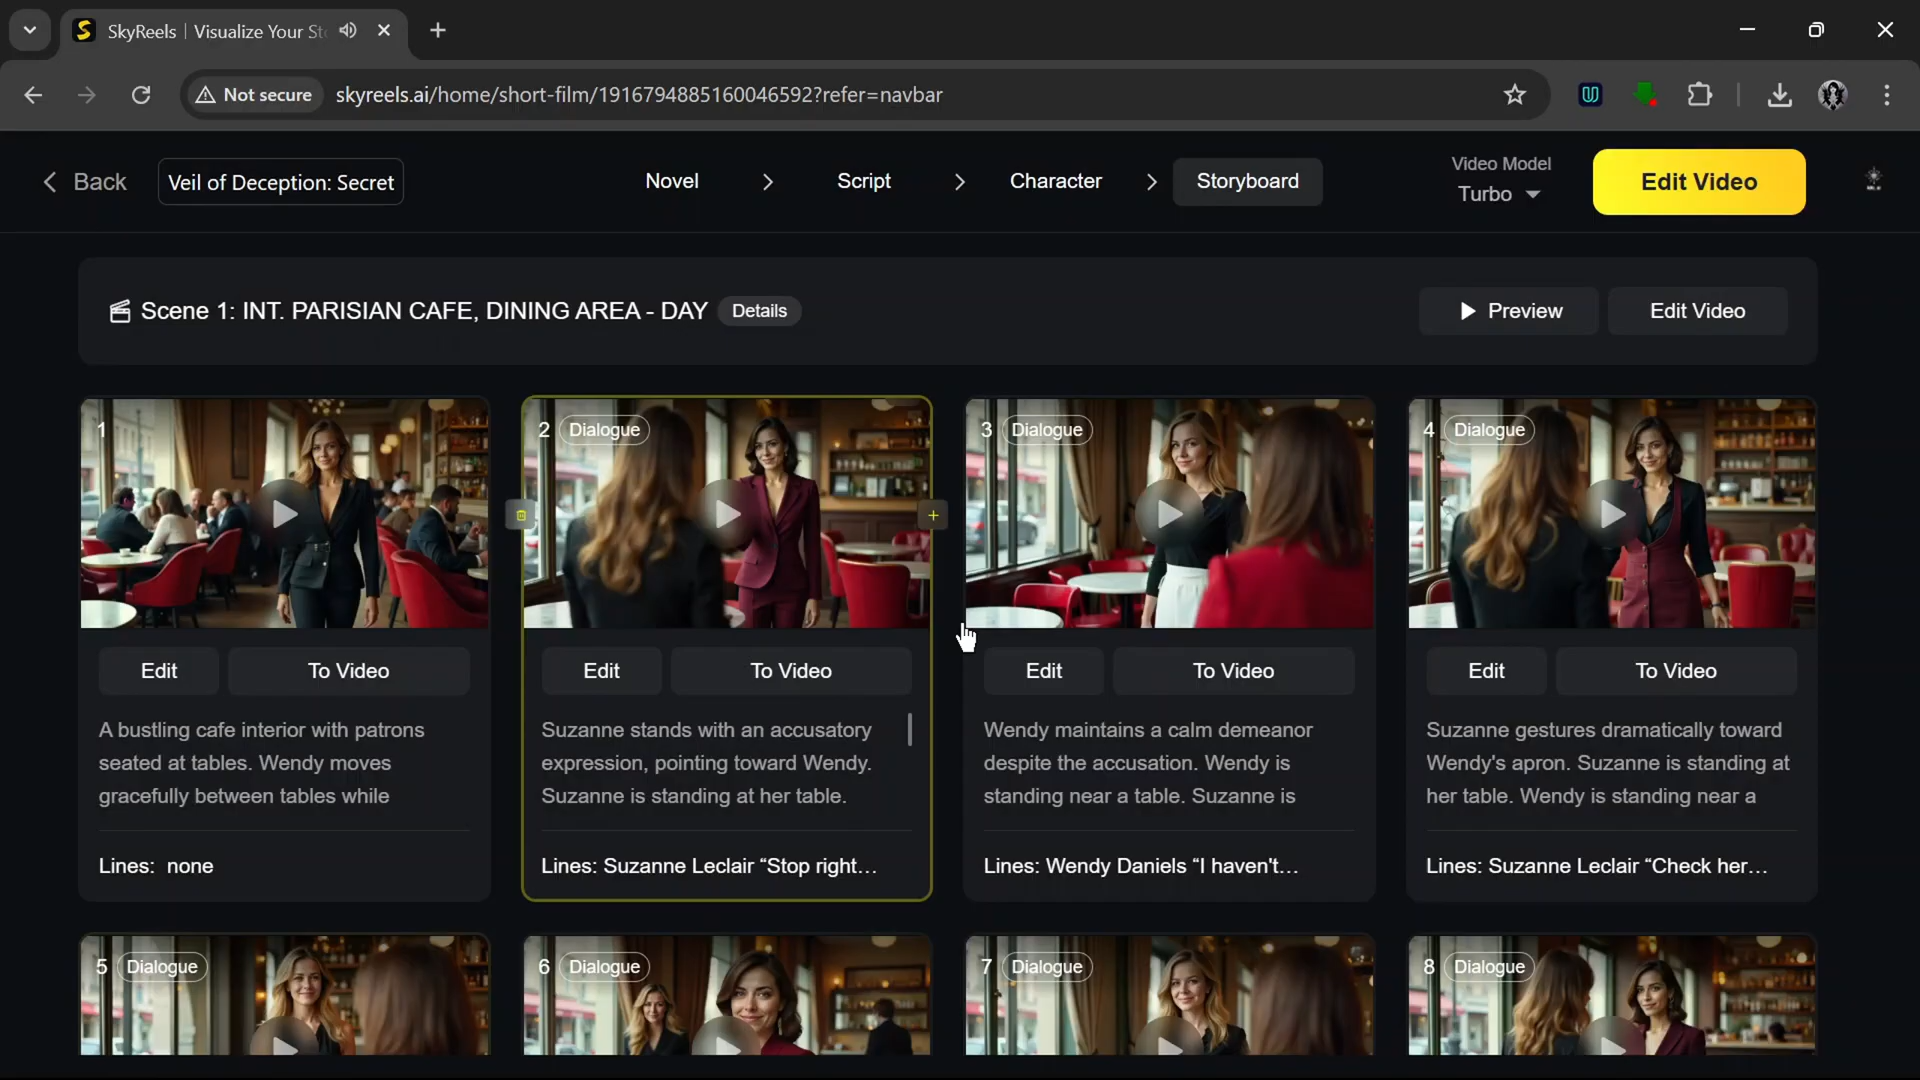 SkyReels | Visualize Your Sto
Not secure
skyreels.ai/home/short-film/1916794885160046592?refer=navbar
Back
Veil of Deception: Secret
Novel
Script
Character
Storyboard
Video Model
Turbo
Edit Video
Scene 1: INT. PARISIAN CAFE, DINING AREA - DAY
Details
Preview
Edit Video
1
2 Dialogue
3 Dialogue
4 Dialogue
Edit
To Video
Edit
To Video
Edit
To Video
Edit
To Video
A bustling cafe interior with patrons
seated at tables. Wendy moves
gracefully between tables while
Suzanne stands with an accusatory
expression, pointing toward Wendy.
Suzanne is standing at her table.
Wendy maintains a calm demeanor
despite the accusation. Wendy is
standing near a table. Suzanne is
Suzanne gestures dramatically toward
Wendy's apron. Suzanne is standing at
her table. Wendy is standing near a
Lines: none
Lines: Suzanne Leclair “Stop right...
Lines: Wendy Daniels “I haven't...
Lines: Suzanne Leclair “Check her...
5 Dialogue
6 Dialogue
7 Dialogue
8 Dialogue